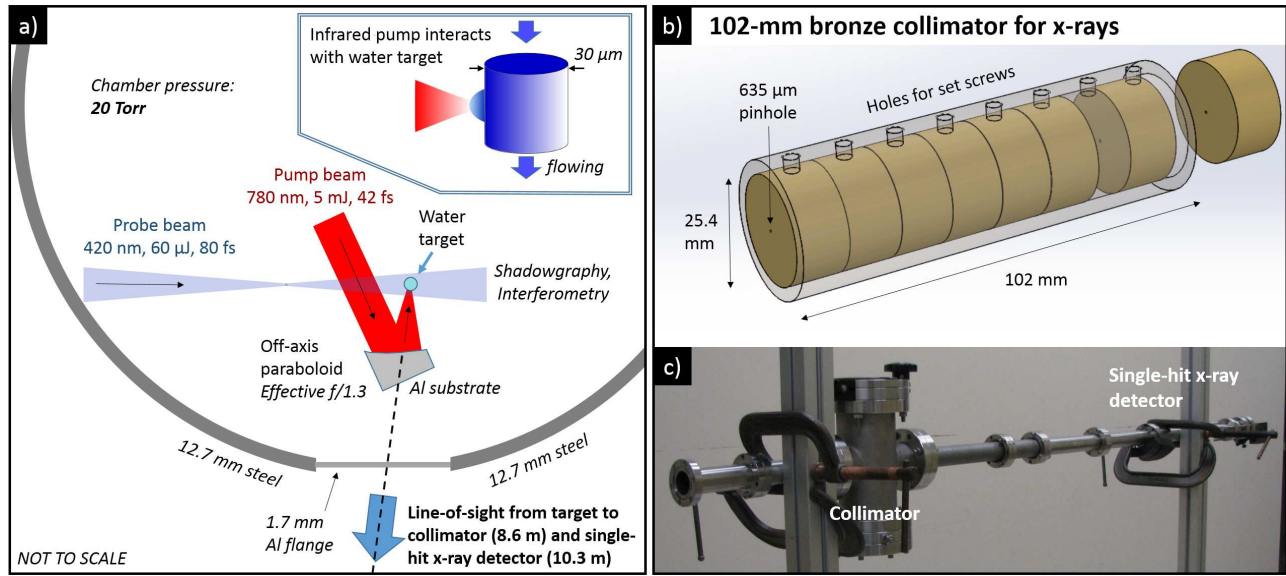 a)
Infrared pump interacts
with water target
30 µm
flowing
Chamber pressure:
20 Torr
Pump beam
780 nm, 5 mJ, 42 fs
Probe beam
420 nm, 60 µJ, 80 fs
Water
target
Shadowgraphy,
Interferometry
Off-axis
paraboloid
Effective f/1.3
Al substrate
12.7 mm steel
12.7 mm steel
1.7 mm
Al flange
Line-of-sight from target to
collimator (8.6 m) and single-
hit x-ray detector (10.3 m)
NOT TO SCALE
b) 102-mm bronze collimator for x-rays
635 µm
pinhole
Holes for set screws
25.4
mm
102 mm
c)
Single-hit x-ray
detector
Collimator